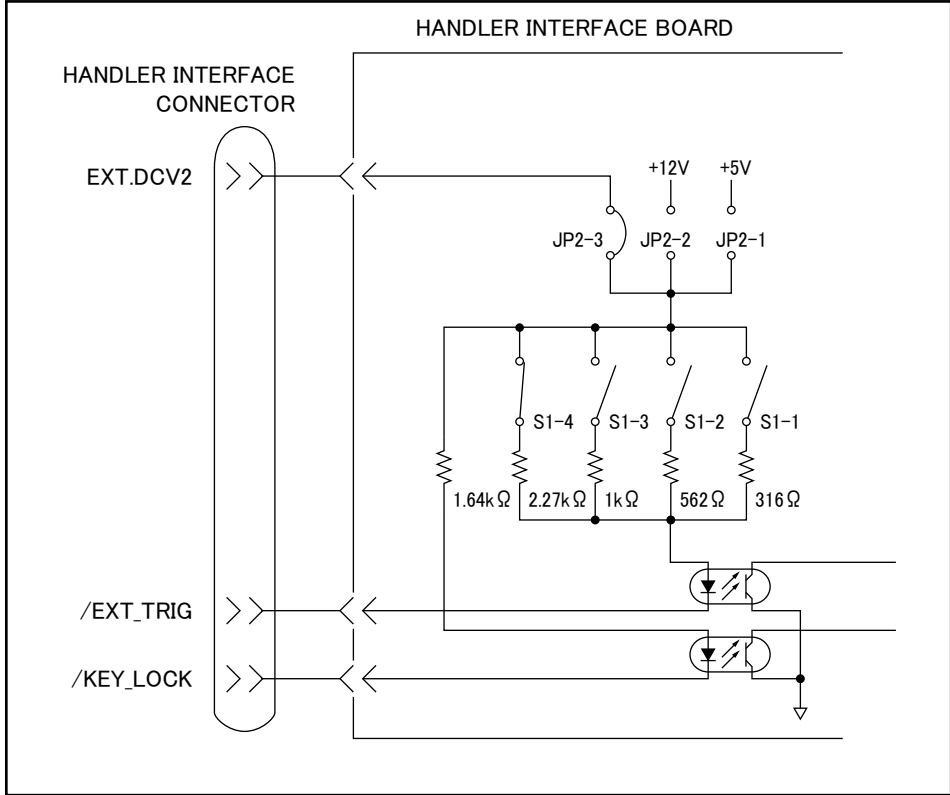 HANDLER INTERFACE BOARD
HANDLER INTERFACE
CONNECTOR
EXT.DCV2
+12V +5V
JP2-3 JP2-2 JP2-1
S1-4 S1-3 S1-2 S1-1
1.64kΩ 2.27kΩ 1kΩ 562Ω 316Ω
/EXT_TRIG
/KEY_LOCK